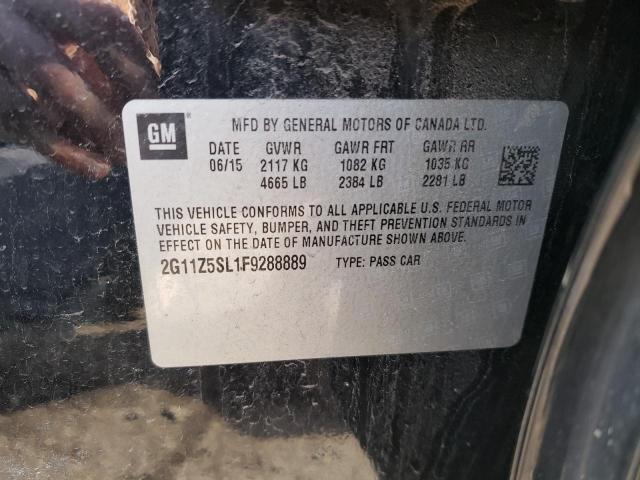 GM
MFD BY GENERAL MOTORS OF CANADA LTD.
DATE GVWR GAWR FRT GAWR RR
06/15 2117 KG 1082 KG 1035 KG
4665 LB 2384 LB 2281 LB
THIS VEHICLE CONFORMS TO ALL APPLICABLE U.S. FEDERAL MOTOR
VEHICLE SAFETY, BUMPER, AND THEFT PREVENTION STANDARDS IN
EFFECT ON THE DATE OF MANUFACTURE SHOWN ABOVE.
2G11Z5SL1F9288889 TYPE: PASS CAR